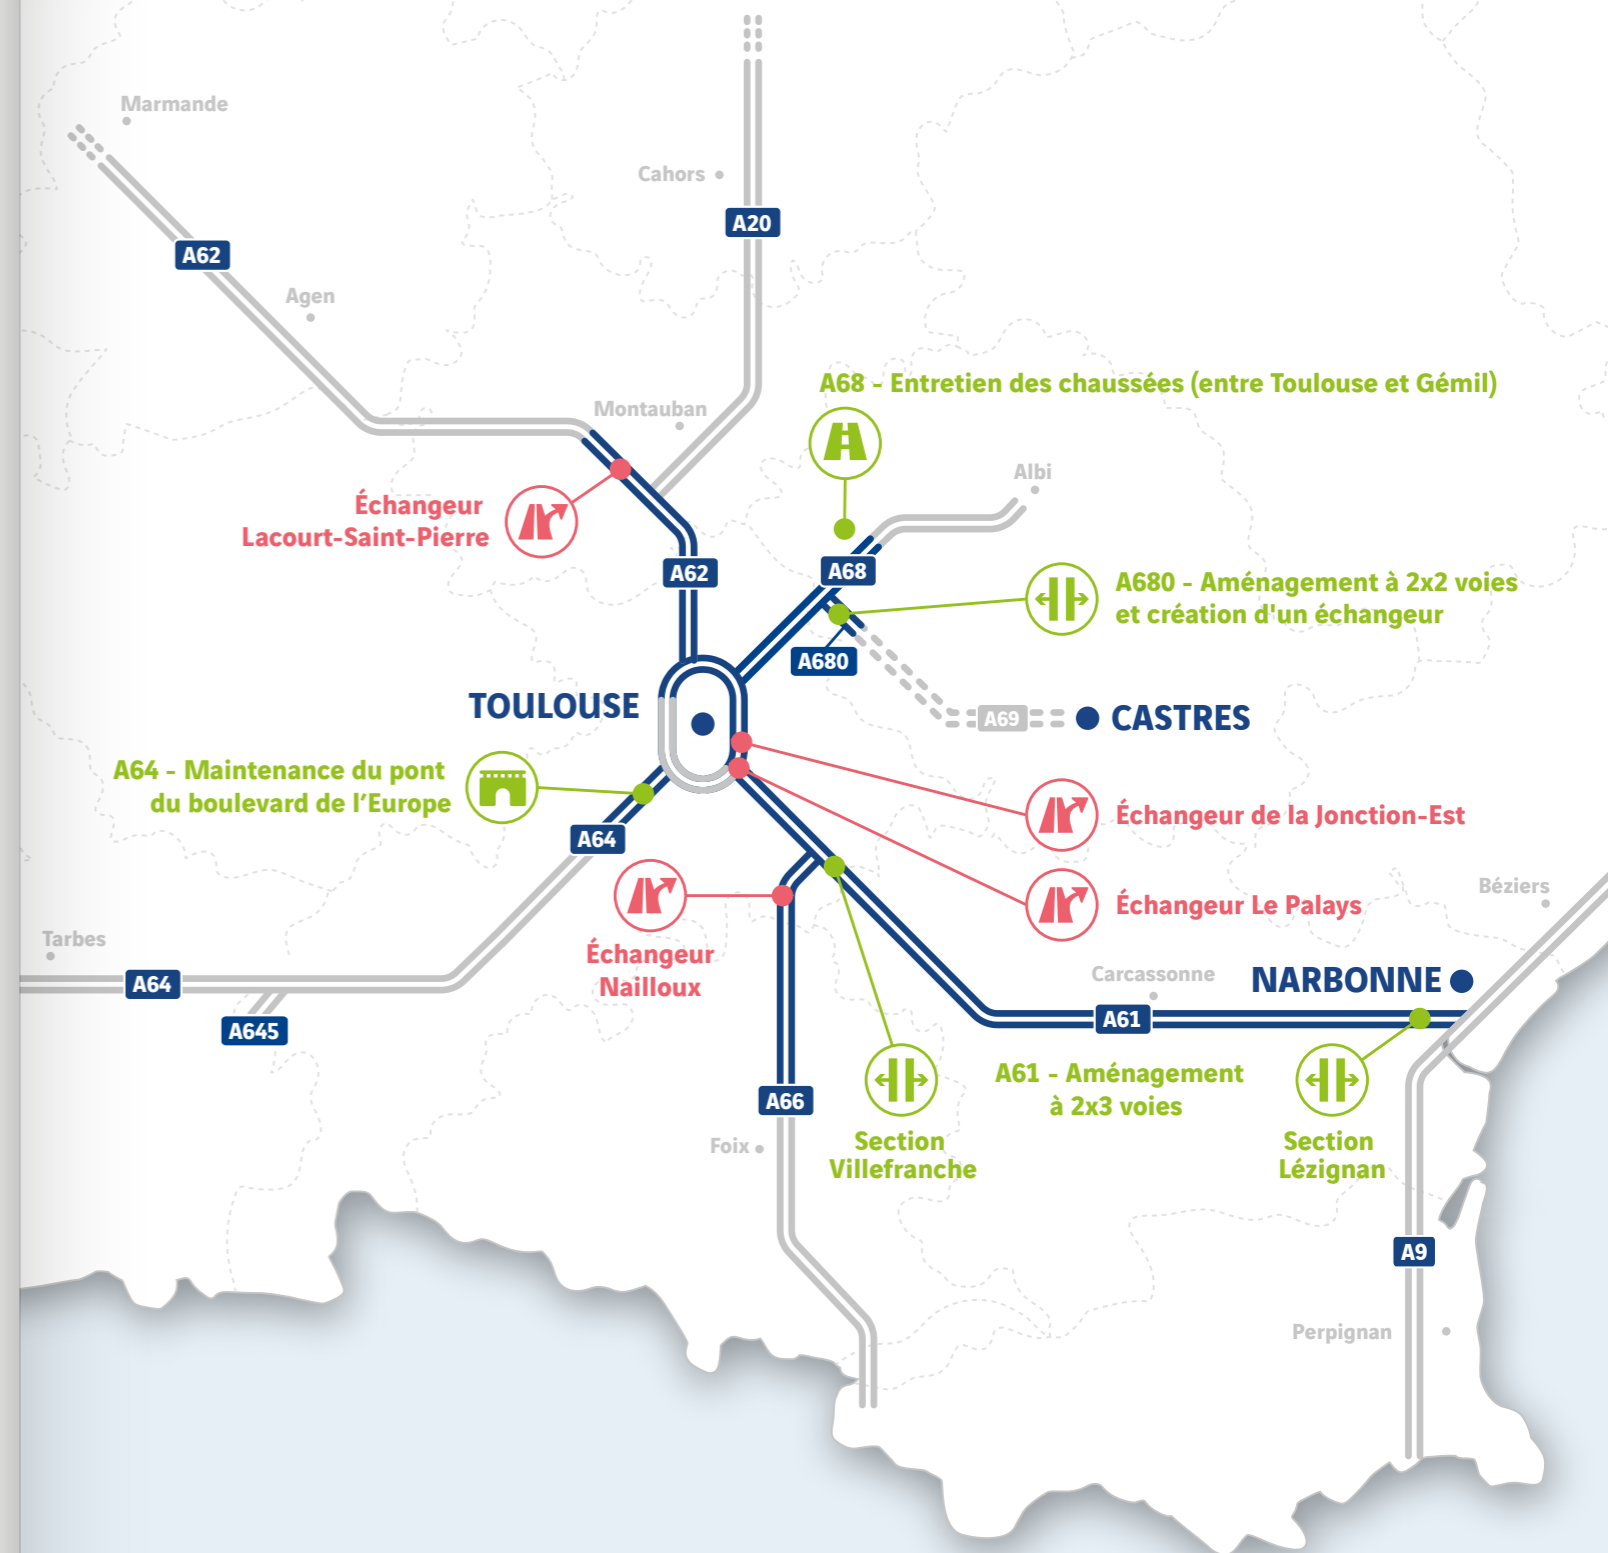 Marmande
Cahors
A20
A62
Agen
A68 - Entretien des chaussées (entre Toulouse et Gémil)
Montauban
Albi
Échangeur
Lacourt-Saint-Pierre
A62
A68
A680 - Aménagement à 2x2 voies
et création d'un échangeur
A680
TOULOUSE
A69
CASTRES
A64 - Maintenance du pont
du boulevard de l’Europe
Échangeur de la Jonction-Est
A64
Échangeur Le Palays
Béziers
Tarbes
Échangeur
Nailloux
Carcassonne
NARBONNE
A64
A645
A61
A61 - Aménagement
à 2x3 voies
A66
Foix
Section
Villefranche
Section
Lézignan
A9
Perpignan